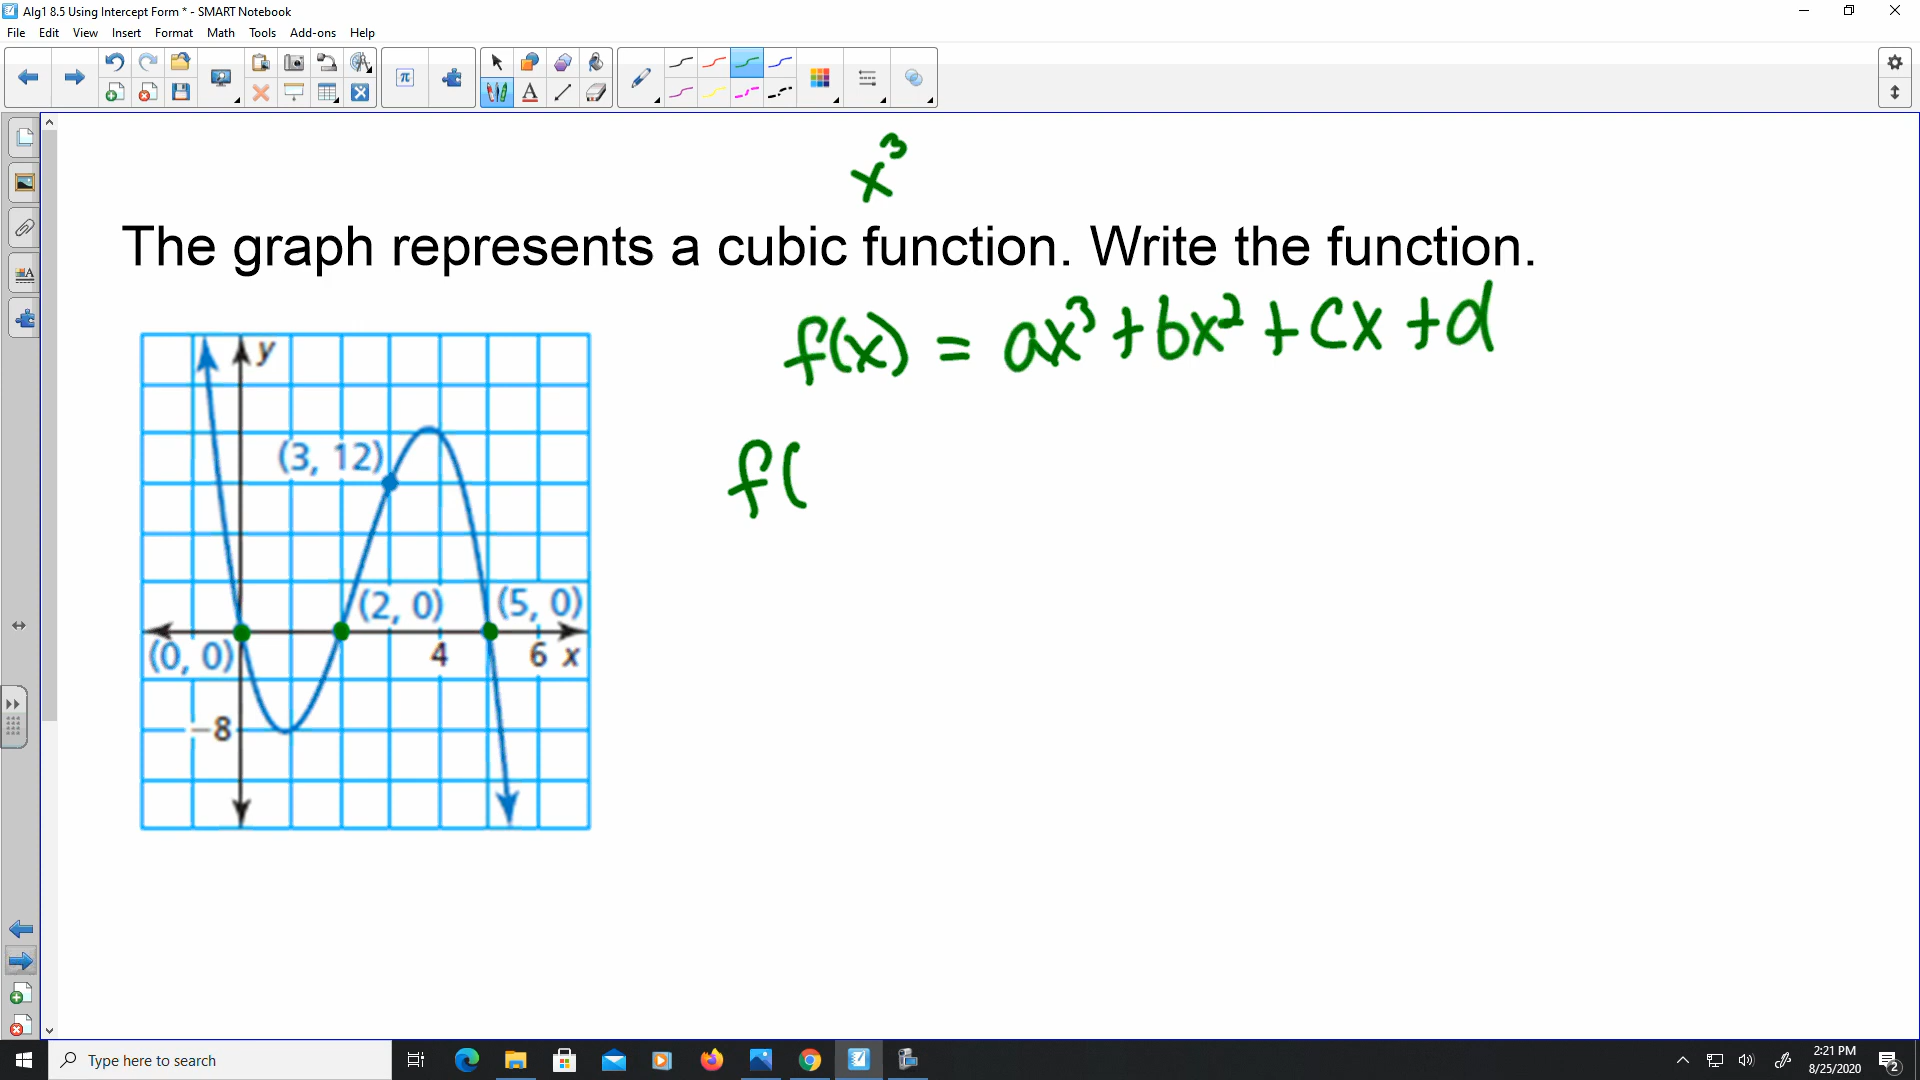 Alg1 8.5 Using Intercept Form * - SMART Notebook
File Edit View Insert Format Math Tools Add-ons Help
π
A
x³
The graph represents a cubic function. Write the function.
f(x) = ax³ + bx² + cx + d
f(
y
(3, 12)
(2, 0) (5, 0)
(0, 0) 4 6 x
−8
Type here to search
2:21 PM
8/25/2020
2